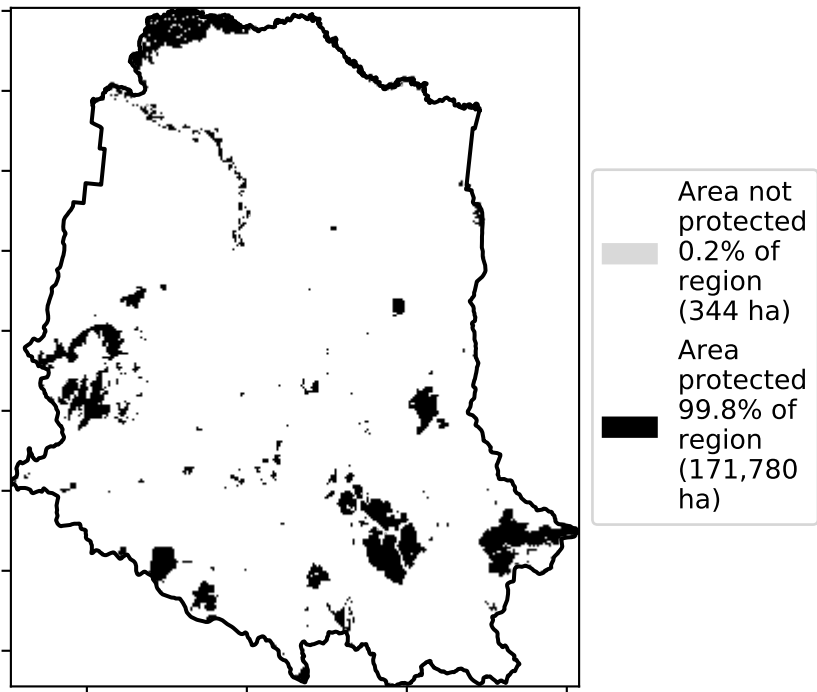 Area not
protected
0.2% of
region
(344 ha)
Area
protected
99.8% of
region
(171,780
ha)